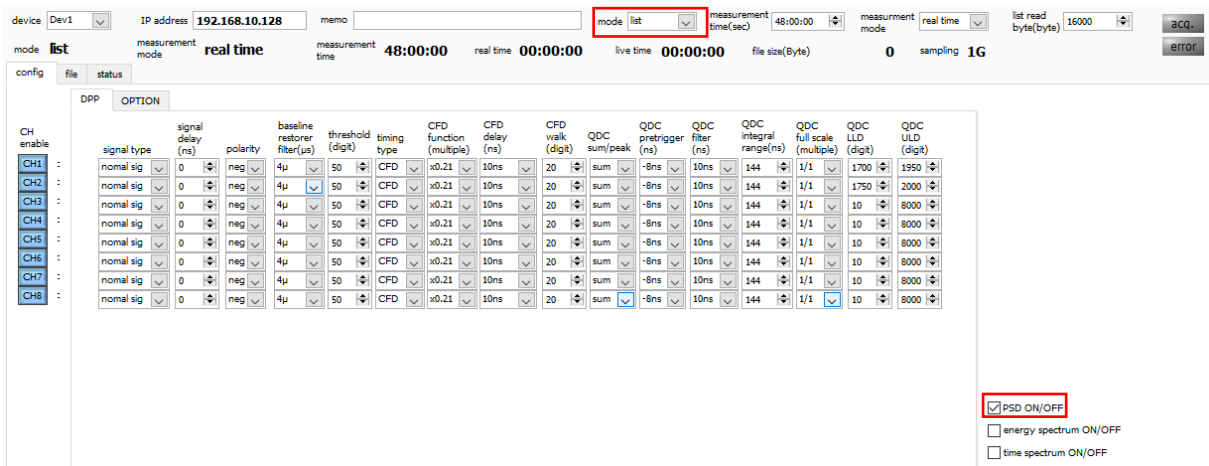 device Dev1 IP address 192.168.10.128 memo mode list measurement time(sec) 48:00:00 measurment mode real time list read byte(byte) 16000 acq.
mode list measurement mode real time measurement time 48:00:00 real time 00:00:00 live time 00:00:00 file size(Byte) 0 sampling 1G error
config file status
DPP OPTION
CH enable signal type signal delay (ns) polarity baseline restorer filter(μs) threshold (digit) timing type CFD function (multiple) CFD delay (ns) CFD walk (digit) QDC sum/peak QDC pretrigger (ns) QDC filter (ns) QDC integral range(ns) QDC full scale (multiple) QDC LLD (digit) QDC ULD (digit)
CH1 : nomal sig 0 neg 4μ 50 CFD x0.21 10ns 20 sum -8ns 10ns 144 1/1 1700 1950
CH2 : nomal sig 0 neg 4μ 50 CFD x0.21 10ns 20 sum -8ns 10ns 144 1/1 1750 2000
CH3 : nomal sig 0 neg 4μ 50 CFD x0.21 10ns 20 sum -8ns 10ns 144 1/1 10 8000
CH4 : nomal sig 0 neg 4μ 50 CFD x0.21 10ns 20 sum -8ns 10ns 144 1/1 10 8000
CH5 : nomal sig 0 neg 4μ 50 CFD x0.21 10ns 20 sum -8ns 10ns 144 1/1 10 8000
CH6 : nomal sig 0 neg 4μ 50 CFD x0.21 10ns 20 sum -8ns 10ns 144 1/1 10 8000
CH7 : nomal sig 0 neg 4μ 50 CFD x0.21 10ns 20 sum -8ns 10ns 144 1/1 10 8000
CH8 : nomal sig 0 neg 4μ 50 CFD x0.21 10ns 20 sum -8ns 10ns 144 1/1 10 8000
PSD ON/OFF
energy spectrum ON/OFF
time spectrum ON/OFF